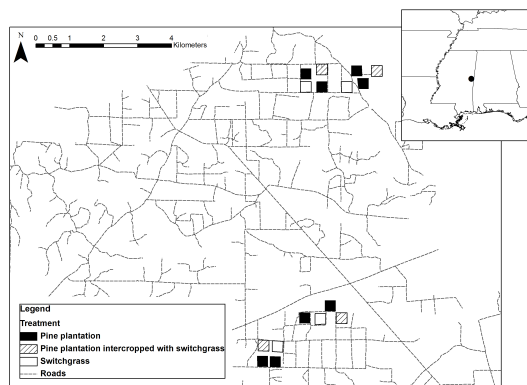 N
0 0.5 1 2 3 4
Kilometers
Legend
Treatment
Pine plantation
Pine plantation intercropped with switchgrass
Switchgrass
Roads